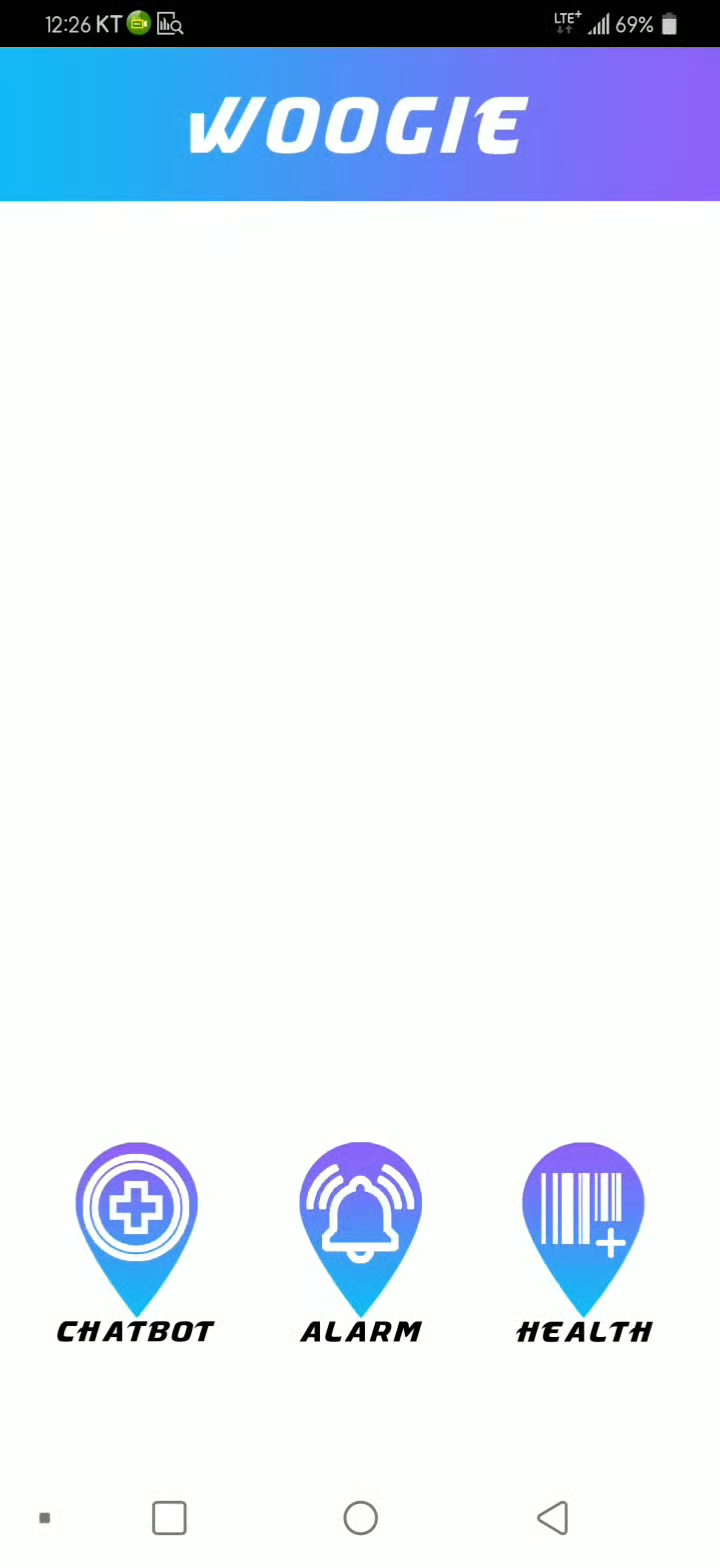 12:26 KT LTE+ 69%
WOOGIE
CHATBOT ALARM HEALTH